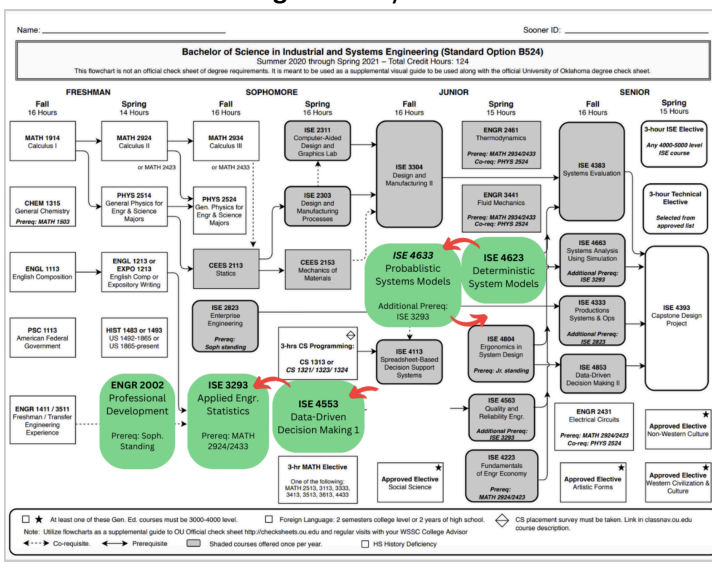 Name:
Sooner ID:
Bachelor of Science in Industrial and Systems Engineering (Standard Option B524)
Summer 2020 through Spring 2021 – Total Credit Hours: 124
This flowchart is not an official check sheet of degree requirements. It is meant to be used as a supplemental visual guide to be used along with the official University of Oklahoma degree check sheet.
FRESHMAN
SOPHOMORE
JUNIOR
SENIOR
Fall
16 Hours
Spring
14 Hours
Fall
16 Hours
Spring
16 Hours
Fall
16 Hours
Spring
15 Hours
Fall
16 Hours
Spring
15 Hours
MATH 1914
Calculus I
MATH 2924
Calculus II
or MATH 2423
MATH 2934
Calculus III
or MATH 2433
ISE 2311
Computer-Aided
Design and
Graphics Lab
ISE 3304
Design and
Manufacturing II
ENGR 2461
Thermodynamics
Prereq: MATH 2934/2433
Co-req: PHYS 2524
ISE 4383
Systems Evaluation
3-hour ISE Elective
Any 4000-5000 level
ISE course
CHEM 1315
General Chemistry
Prereq: MATH 1503
PHYS 2514
General Physics for
Engr & Science
Majors
PHYS 2524
Gen. Physics for
Engr & Science
Majors
ISE 2303
Design and
Manufacturing
Processes
ENGR 3441
Fluid Mechanics
Prereq: MATH 2934/2433
Co-req: PHYS 2524
3-hour Technical
Elective
Selected from
approved list
ENGL 1113
English Composition
ENGL 1213 or
EXPO 1213
English Comp or
Expository Writing
CEES 2113
Statics
CEES 2153
Mechanics of
Materials
ISE 4633
Probablistic
Systems Models
Additional Prereq:
ISE 3293
ISE 4623
Deterministic
System Models
ISE 4663
Systems Analysis
Using Simulation
Additional Prereq:
ISE 3293
ISE 4393
Capstone Design
Project
PSC 1113
American Federal
Government
HIST 1483 or 1493
US 1492-1865 or
US 1865-present
ISE 2823
Enterprise
Engineering
Prereq:
Soph standing
3-hrs CS Programming:
CS 1313 or
CS 1321/ 1323/ 1324
ISE 4113
Spreadsheet-Based
Decision Support
Systems
ISE 4804
Ergonomics in
System Design
Prereq: Jr. standing
ISE 4333
Productions
Systems & Ops
Additional Prereq:
ISE 2823
ISE 4853
Data-Driven
Decision Making II
ENGR 1411 / 3511
Freshman / Transfer
Engineering
Experience
ENGR 2002
Professional
Development
Prereq: Soph.
Standing
ISE 3293
Applied Engr.
Statistics
Prereq: MATH
2924/2433
ISE 4553
Data-Driven
Decision Making 1
ISE 4563
Quality and
Reliability Engr.
Additional Prereq:
ISE 3293
ENGR 2431
Electrical Circuits
Prereq: MATH 2924/2423
Co-req: PHYS 2524
Approved Elective
Non-Western Culture
3-hr MATH Elective
One of the following:
MATH 2513, 3113, 3333,
3413, 3513, 3613, 4433
Approved Elective
Social Science
ISE 4223
Fundamentals
of Engr Economy
Prereq:
MATH 2924/2423
Approved Elective
Artistic Forms
Approved Elective
Western Civilization &
Culture
At least one of these Gen. Ed. courses must be 3000-4000 level.
Foreign Language: 2 semesters college level or 2 years of high school.
CS placement survey must be taken. Link in classnav.ou.edu
course description.
Note: Utilize flowcharts as a supplemental guide to OU Official check sheet http://checksheets.ou.edu and regular visits with your WSSC College Advisor
Co-requisite.
Prerequisite
Shaded courses offered once per year.
HS History Deficiency